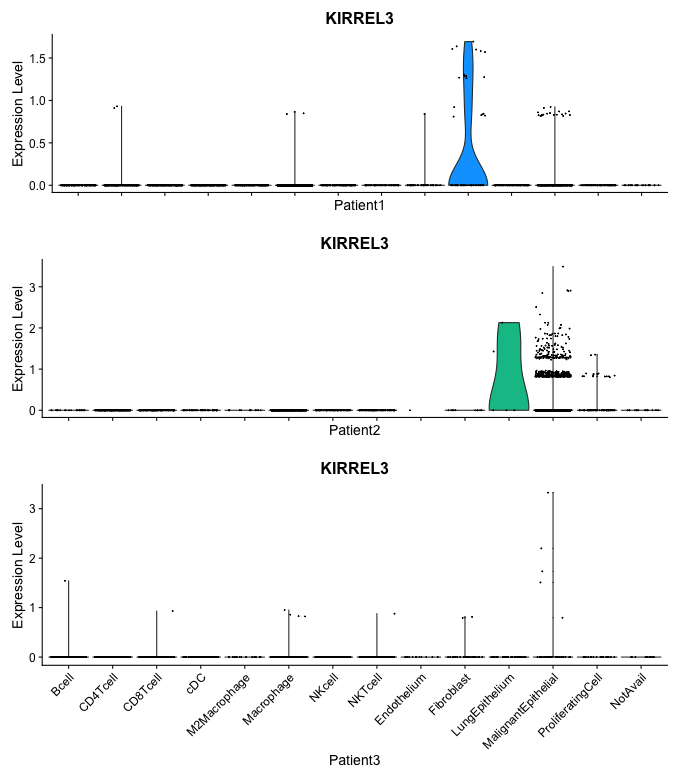 KIRREL3
Expression Level
1.5
1.0
0.5
0.0
Patient1
KIRREL3
Expression Level
3
2
1
0
Patient2
KIRREL3
Expression Level
3
2
1
0
Bcell
CD4Tcell
CD8Tcell
cDC
M2Macrophage
Macrophage
NKcell
NKTcell
Endothelium
Fibroblast
LungEpithelium
MalignantEpithelial
ProliferatingCell
NotAvail
Patient3